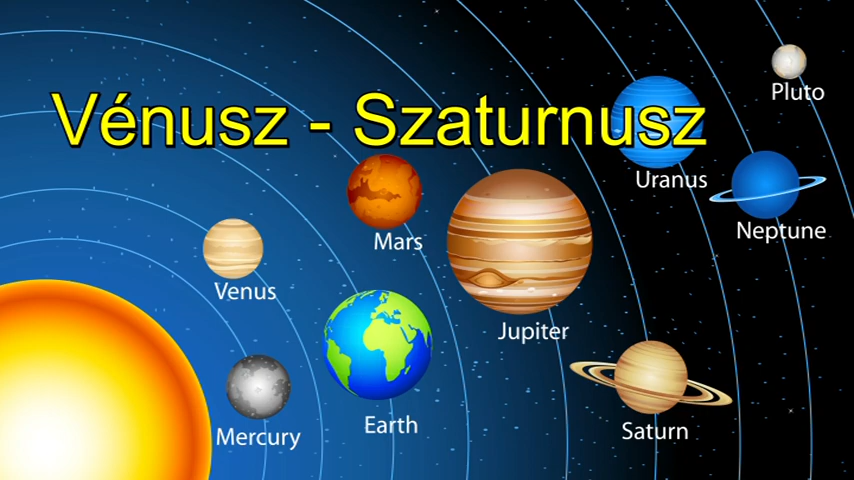 Vénusz - Szaturnusz
Pluto
Uranus
Neptune
Mars
Venus
Jupiter
Earth
Saturn
Mercury